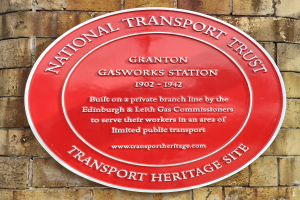 NATIONAL TRANSPORT TRUST
GRANTON
GASWORKS STATION
1902 - 1942
Built on a private branch line by the
Edinburgh & Leith Gas Commissioners
to serve their workers in an area of
limited public transport
www.transportheritage.com
TRANSPORT HERITAGE SITE